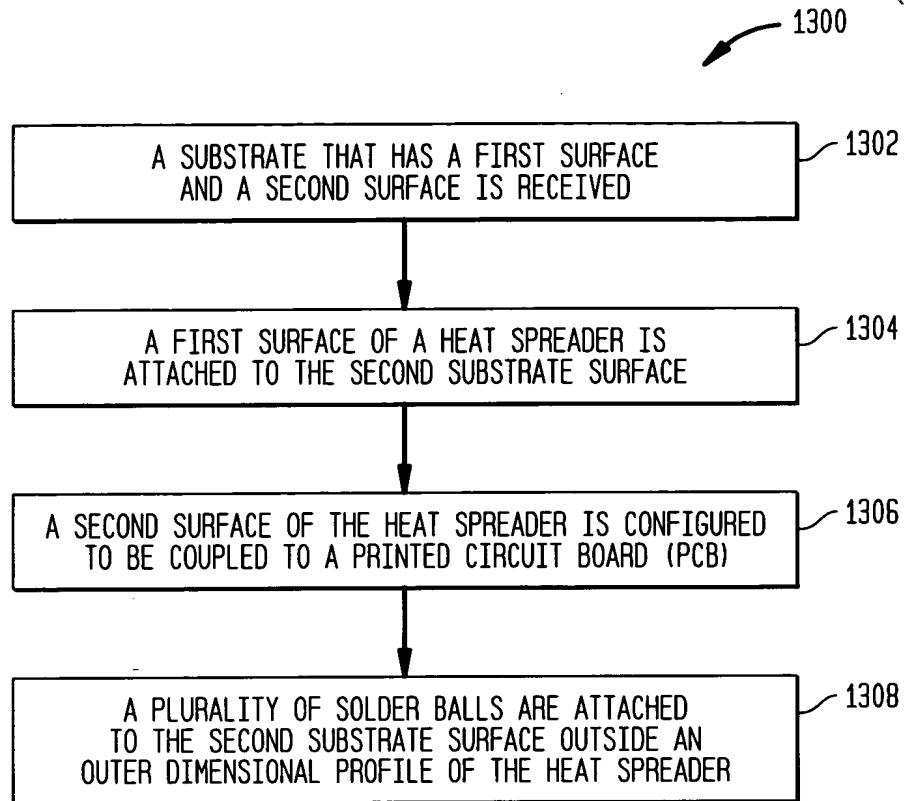 1300
A SUBSTRATE THAT HAS A FIRST SURFACE
AND A SECOND SURFACE IS RECEIVED
1302
A FIRST SURFACE OF A HEAT SPREADER IS
ATTACHED TO THE SECOND SUBSTRATE SURFACE
1304
A SECOND SURFACE OF THE HEAT SPREADER IS CONFIGURED
TO BE COUPLED TO A PRINTED CIRCUIT BOARD (PCB)
1306
A PLURALITY OF SOLDER BALLS ARE ATTACHED
TO THE SECOND SUBSTRATE SURFACE OUTSIDE AN
OUTER DIMENSIONAL PROFILE OF THE HEAT SPREADER
1308